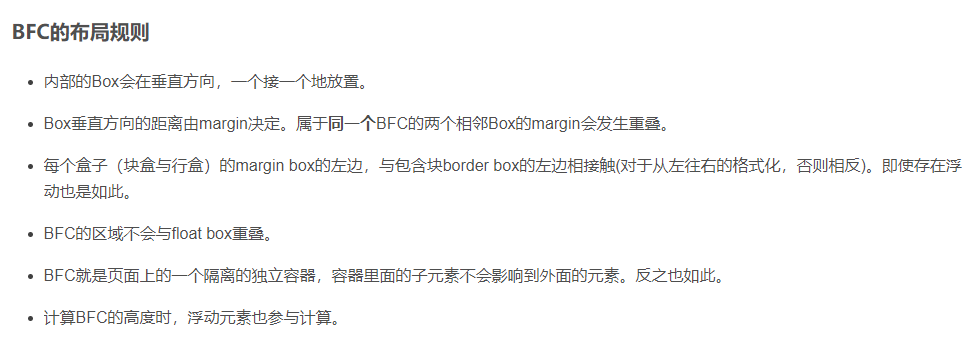 BFC的布局规则
内部的Box会在垂直方向，一个接一个地放置。
Box垂直方向的距离由margin决定。属于同一个BFC的两个相邻Box的margin会发生重叠。
每个盒子（块盒与行盒）的margin box的左边，与包含块border box的左边相接触(对于从左往右的格式化，否则相反)。即使存在浮
动也是如此。
BFC的区域不会与float box重叠。
BFC就是页面上的一个隔离的独立容器，容器里面的子元素不会影响到外面的元素。反之也如此。
计算BFC的高度时，浮动元素也参与计算。